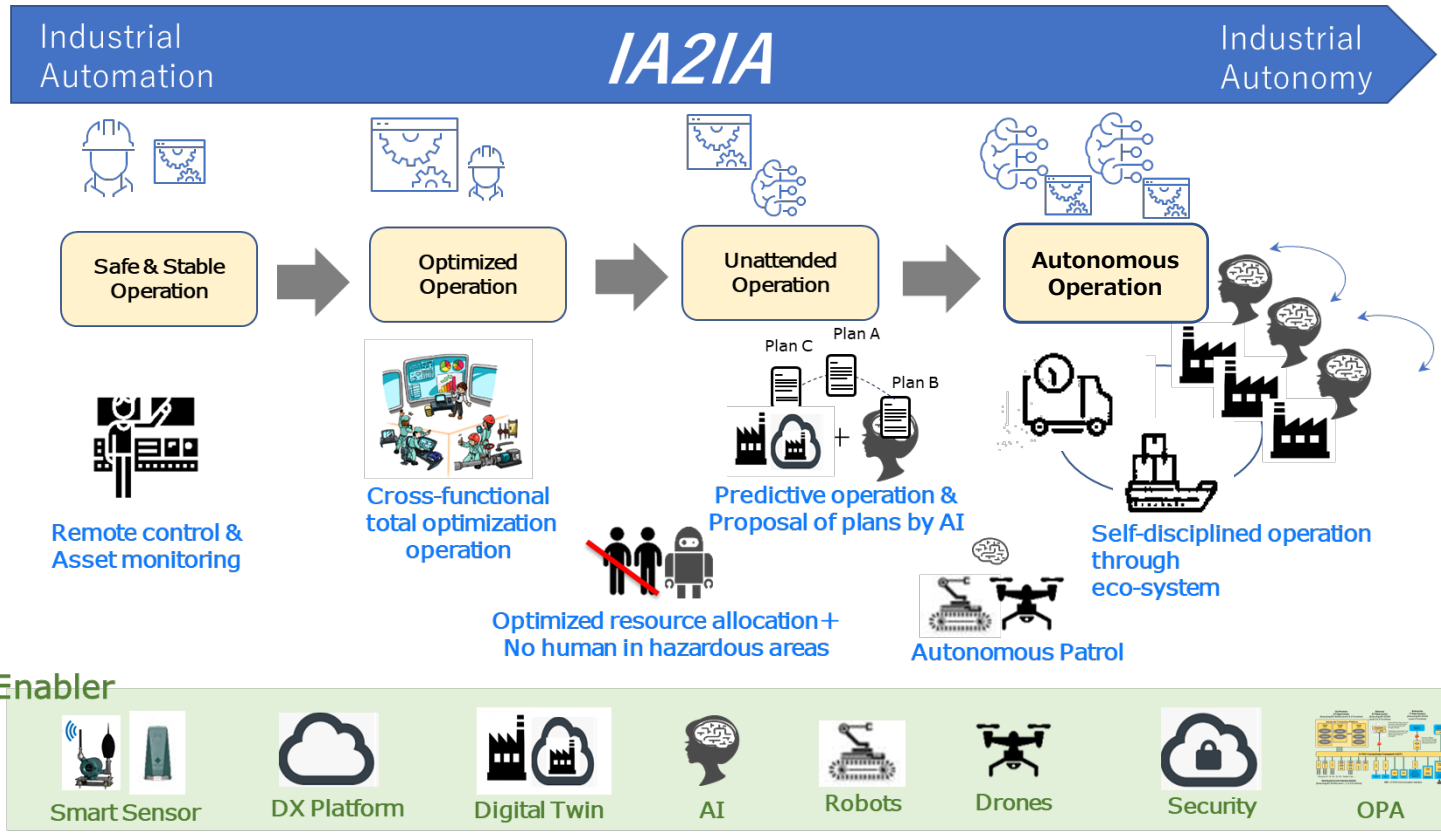 Industrial
Automation
IA2IA
Industrial
Autonomy
Safe & Stable
Operation
Optimized
Operation
Unattended
Operation
Autonomous
Operation
Plan C
Plan A
Plan B
+
Remote control &
Asset monitoring
Cross-functional
total optimization
operation
Predictive operation &
Proposal of plans by AI
Self-disciplined operation
through
eco-system
Optimized resource allocation+
No human in hazardous areas
Autonomous Patrol
Enabler
Smart Sensor
DX Platform
Digital Twin
AI
Robots
Drones
Security
OPA